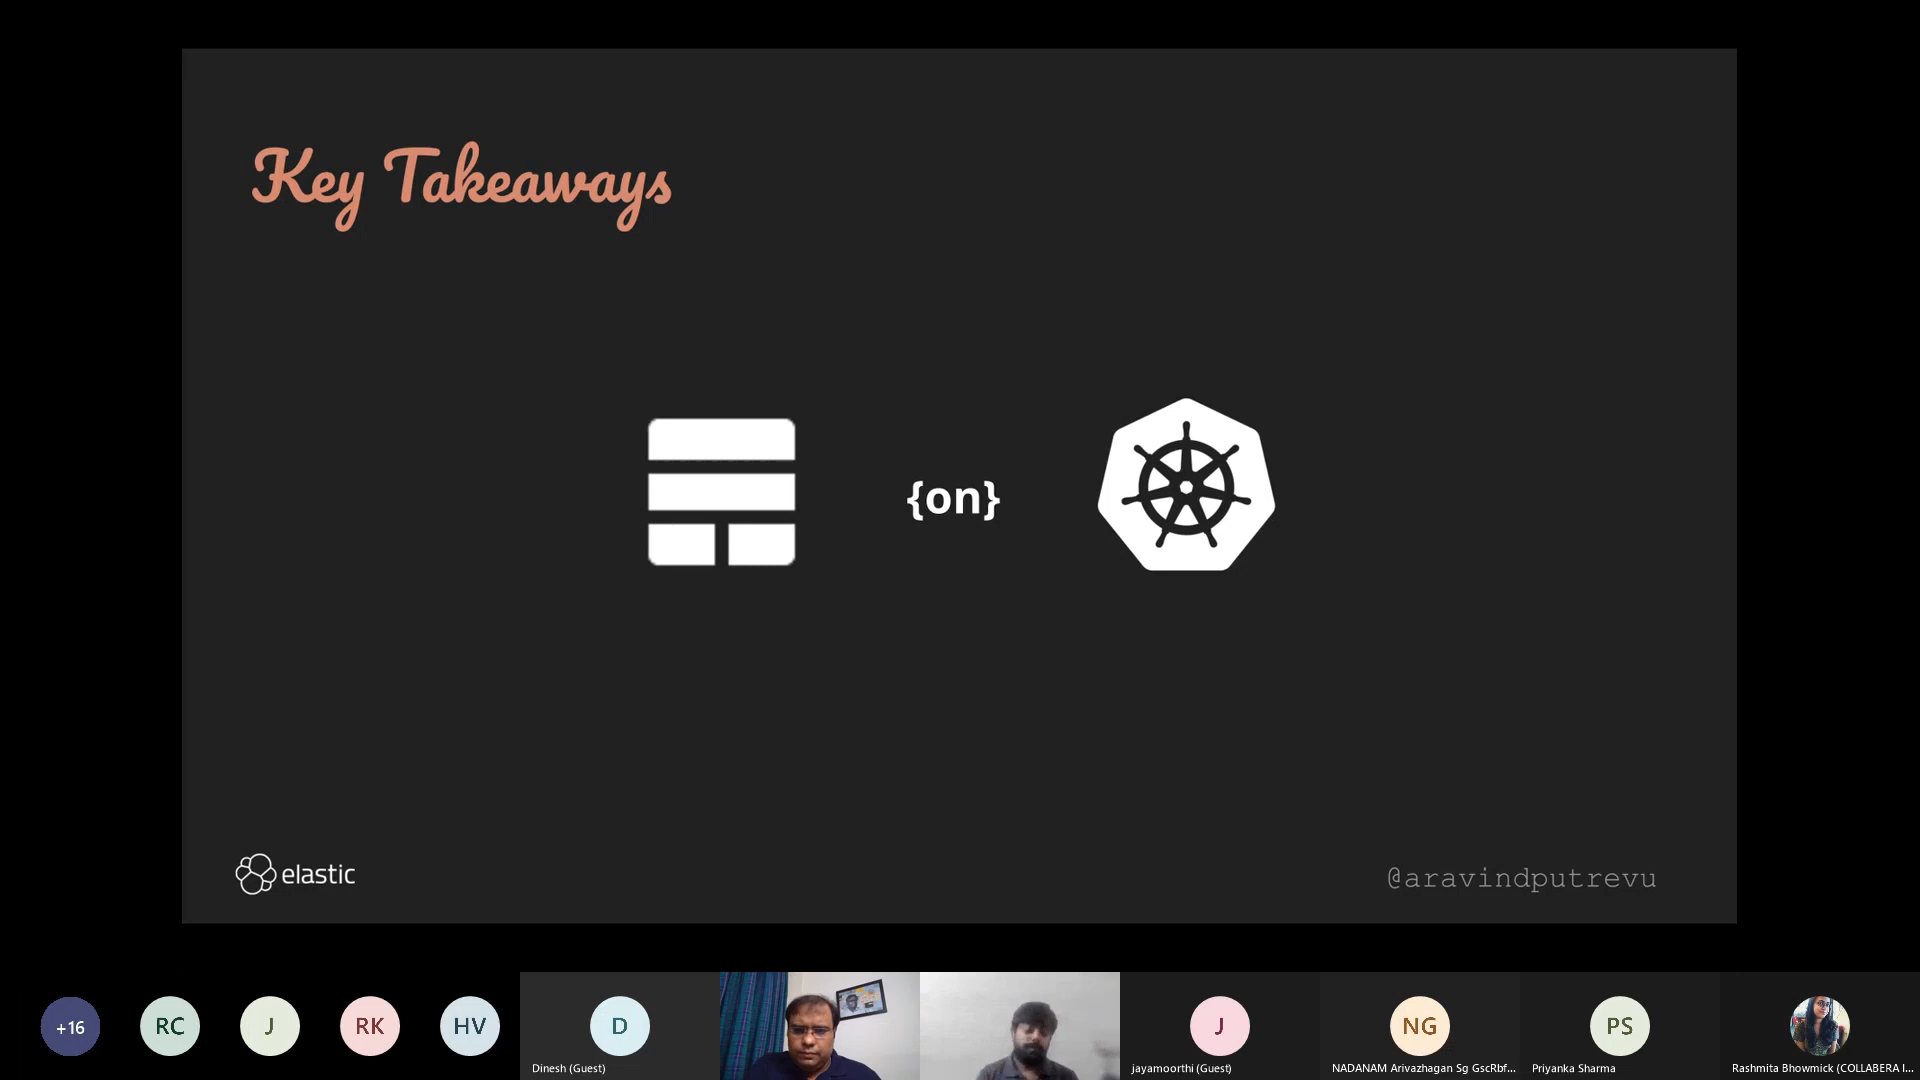 Key Takeaways
{on}
elastic
@aravindputrevu
+16
RC
J
RK
HV
D
Dinesh (Guest)
J
jayamoorthi (Guest)
NG
NADANAM Arivazhagan Sg GscRbf...
PS
Priyanka Sharma
Rashmita Bhowmick (COLLABERA I...